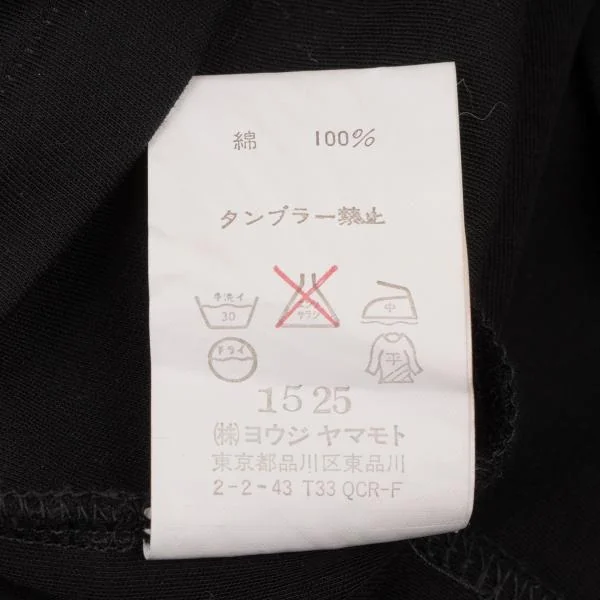 綿 100%
タンブラー禁止
手洗イ
30
エンソ
サラシ
中
ドライ
平
15 25
㈱ヨウジ ヤマモト
東京都品川区東品川
2-2-43 T33 QCR-F